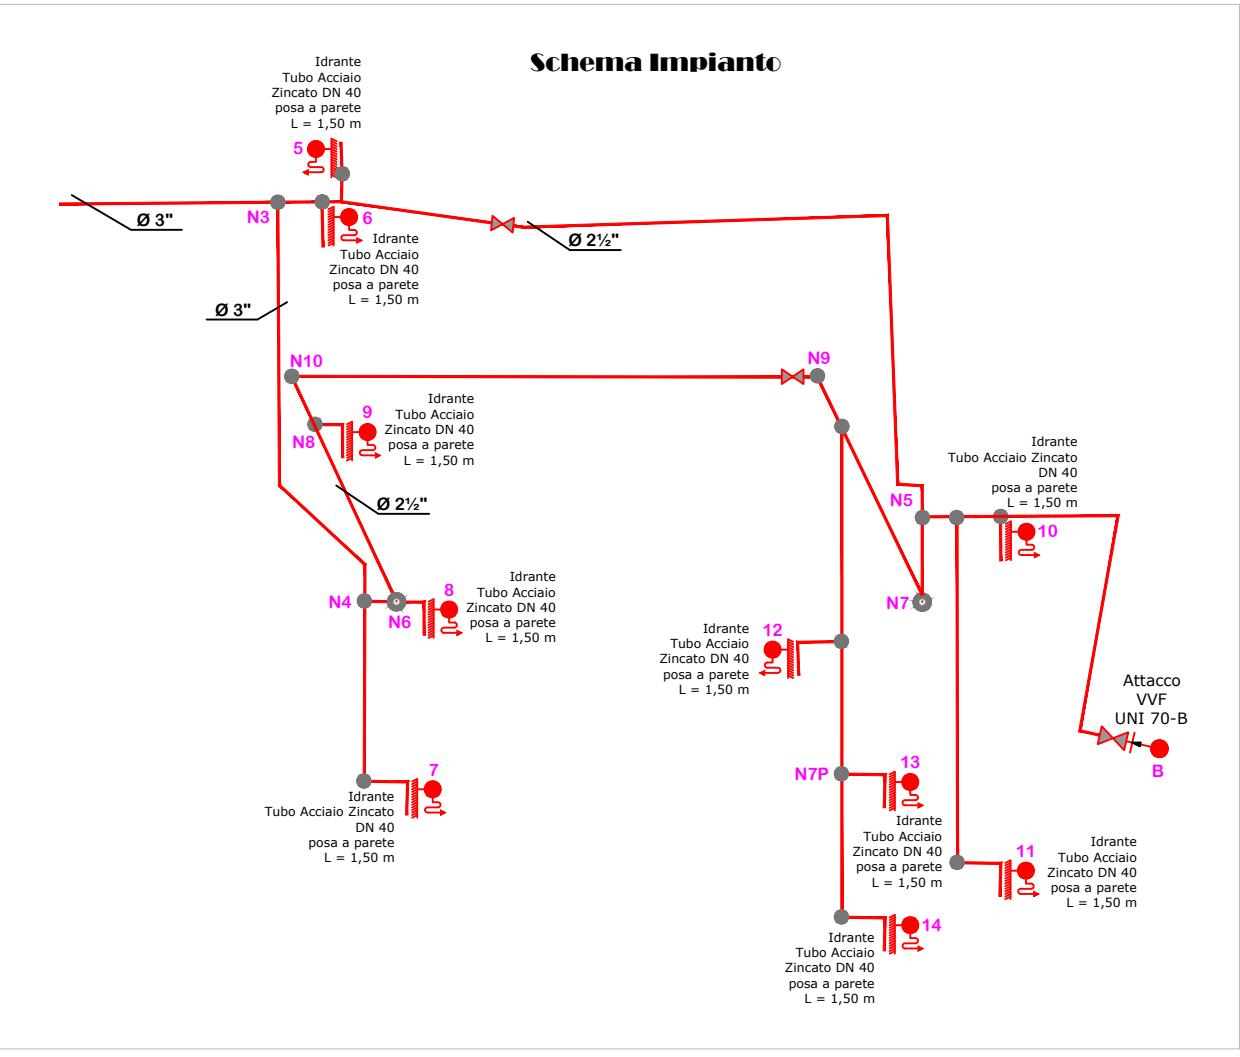 Schema Impianto
Idrante
Tubo Acciaio
Zincato DN 40
posa a parete
L = 1,50 m
5
Ø 3"
N3
6
Idrante
Tubo Acciaio
Zincato DN 40
posa a parete
L = 1,50 m
Ø 2½"
Ø 3"
N10
N9
9
Idrante
Tubo Acciaio
Zincato DN 40
posa a parete
L = 1,50 m
N8
Ø 2½"
N5
Idrante
Tubo Acciaio Zincato
DN 40
posa a parete
L = 1,50 m
10
N4
N6
8
Idrante
Tubo Acciaio
Zincato DN 40
posa a parete
L = 1,50 m
N7
12
Idrante
Tubo Acciaio
Zincato DN 40
posa a parete
L = 1,50 m
Attacco
VVF
UNI 70-B
B
7
Idrante
Tubo Acciaio Zincato
DN 40
posa a parete
L = 1,50 m
N7P
13
Idrante
Tubo Acciaio
Zincato DN 40
posa a parete
L = 1,50 m
11
Idrante
Tubo Acciaio
Zincato DN 40
posa a parete
L = 1,50 m
14
Idrante
Tubo Acciaio
Zincato DN 40
posa a parete
L = 1,50 m